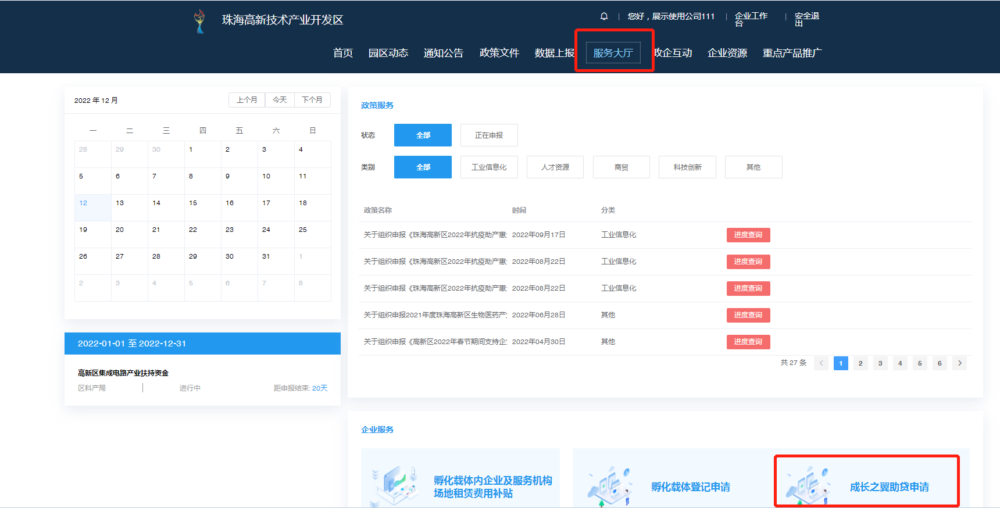 珠海高新技术产业开发区
您好，展示使用公司111
企业工作台
安全退出
首页 园区动态 通知公告 政策文件 数据上报 服务大厅 政企互动 企业资源 重点产品推广
2022 年 12 月
上个月 今天 下个月
一 二 三 四 五 六 日
28 29 30 1 2 3 4
5 6 7 8 9 10 11
12 13 14 15 16 17 18
19 20 21 22 23 24 25
26 27 28 29 30 31 1
2 3 4 5 6 7 8
2022-01-01 至 2022-12-31
高新区集成电路产业扶持资金
区科产局 进行中 距申报结束: 20天
政策服务
状态 全部 正在申报
类别 全部 工业信息化 人才资源 商贸 科技创新 其他
政策名称 时间 分类
关于组织申报《珠海高新区2022年抗疫助产惠 2022年09月17日 工业信息化 进度查询
关于组织申报《珠海高新区2022年抗疫助产惠 2022年08月22日 工业信息化 进度查询
关于组织申报《珠海高新区2022年抗疫助产惠 2022年08月22日 工业信息化 进度查询
关于组织申报2021年度珠海高新区生物医药产 2022年06月28日 其他 进度查询
关于组织申报《高新区2022年春节期间支持企 2022年04月30日 其他 进度查询
共 27 条 < 1 2 3 4 5 6 >
企业服务
孵化载体内企业及服务机构
场地租赁费用补贴
孵化载体登记申请
成长之翼助贷申请